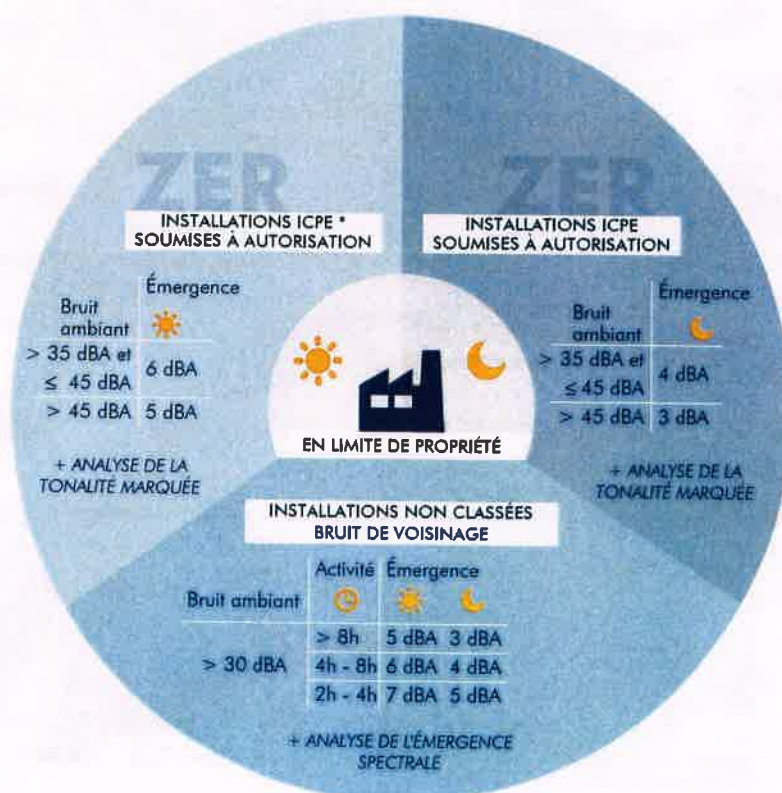 ZER
INSTALLATIONS ICPE *
SOUMISES À AUTORISATION
Émergence
Bruit
ambiant
> 35 dBA et
≤ 45 dBA
6 dBA
> 45 dBA 5 dBA
+ ANALYSE DE LA
TONALITÉ MARQUÉE
ZER
INSTALLATIONS ICPE
SOUMISES À AUTORISATION
Émergence
Bruit
ambiant
> 35 dBA et
≤ 45 dBA
4 dBA
> 45 dBA 3 dBA
+ ANALYSE DE LA
TONALITÉ MARQUÉE
EN LIMITE DE PROPRIÉTÉ
INSTALLATIONS NON CLASSÉES
BRUIT DE VOISINAGE
Activité Émergence
Bruit ambiant
> 8h 5 dBA 3 dBA
> 30 dBA 4h - 8h 6 dBA 4 dBA
2h - 4h 7 dBA 5 dBA
+ ANALYSE DE L'ÉMERGENCE
SPECTRALE